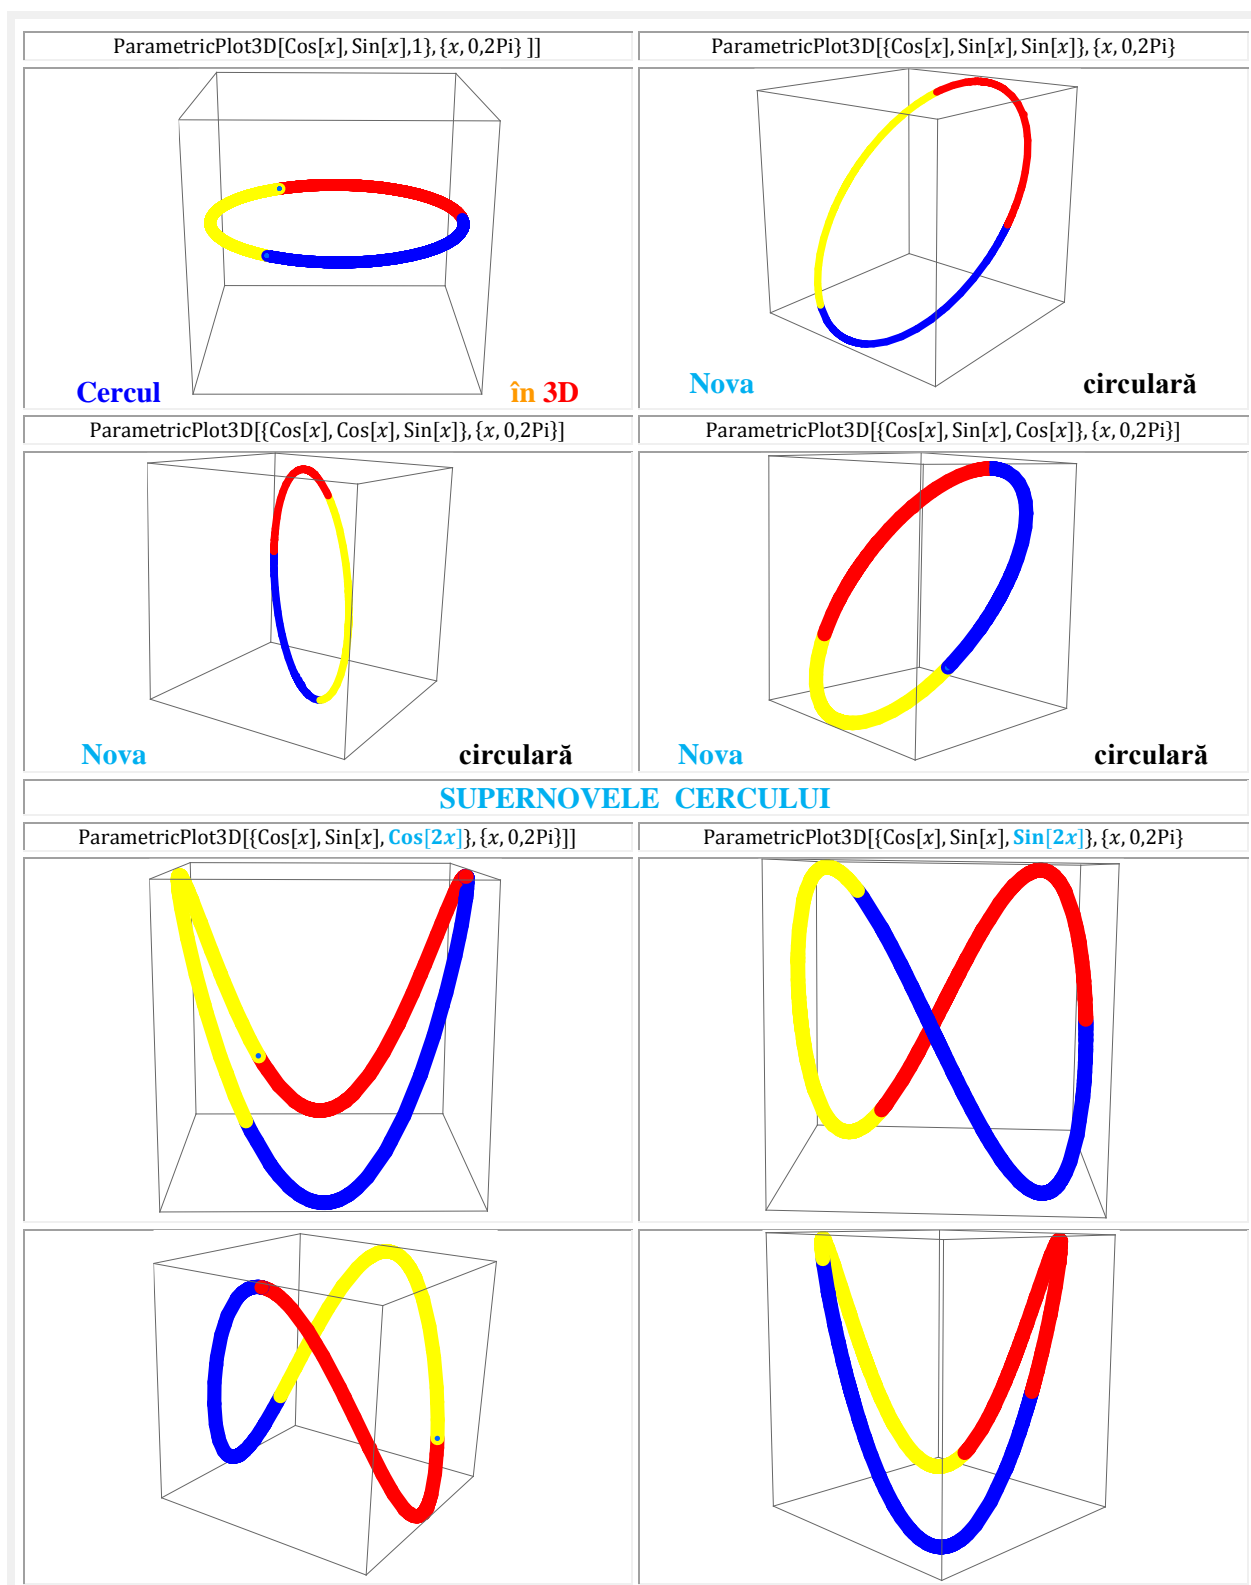 ParametricPlot3D[Cos[x], Sin[x],1}, {x, 0,2Pi} ]]
ParametricPlot3D[{Cos[x], Sin[x], Sin[x]}, {x, 0,2Pi}
Cercul în 3D
Nova circulară
ParametricPlot3D[{Cos[x], Cos[x], Sin[x]}, {x, 0,2Pi}]
ParametricPlot3D[{Cos[x], Sin[x], Cos[x]}, {x, 0,2Pi}]
Nova circulară
Nova circulară
SUPERNOVELE CERCULUI
ParametricPlot3D[{Cos[x], Sin[x], Cos[2x]}, {x, 0,2Pi}]]
ParametricPlot3D[{Cos[x], Sin[x], Sin[2x]}, {x, 0,2Pi}